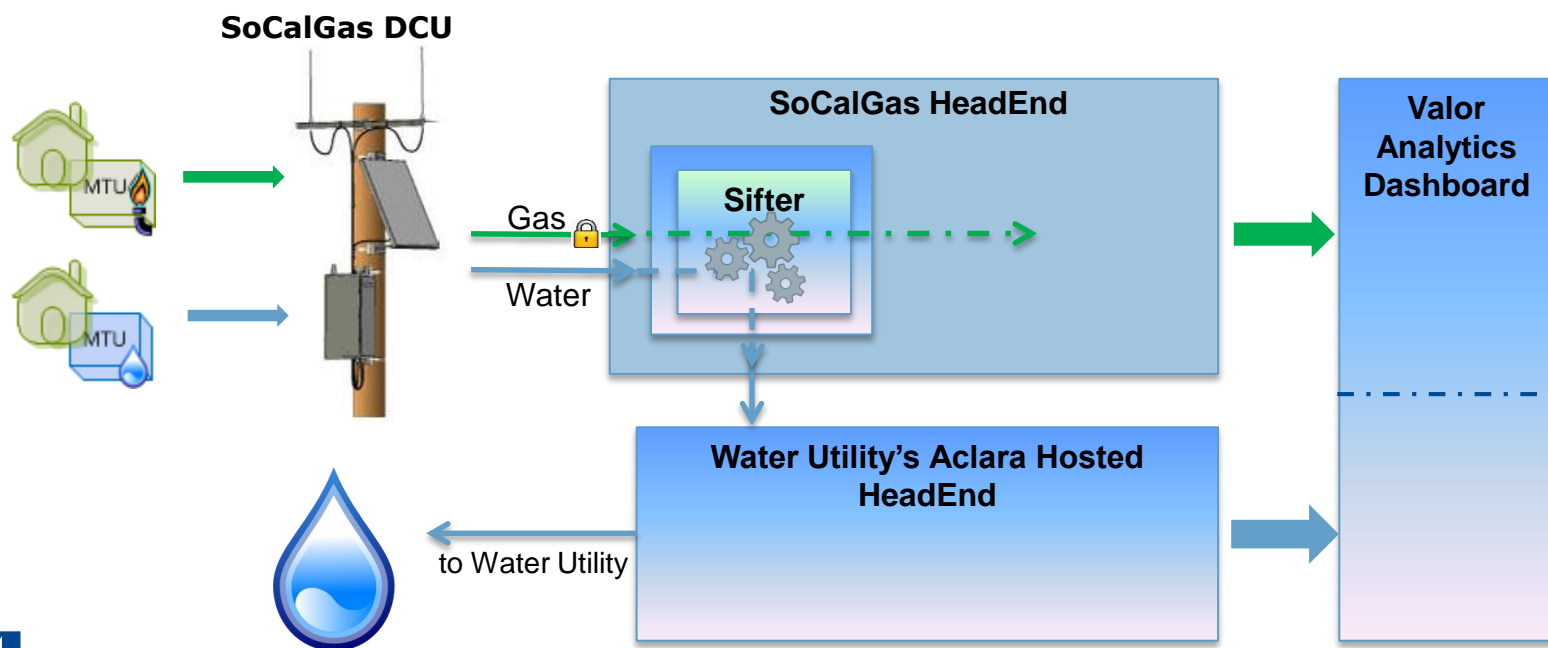 SoCalGas DCU
SoCalGas HeadEnd
Valor
Analytics
Dashboard
MTU
Sifter
Gas
Water
MTU
Water Utility's Aclara Hosted
HeadEnd
to Water Utility